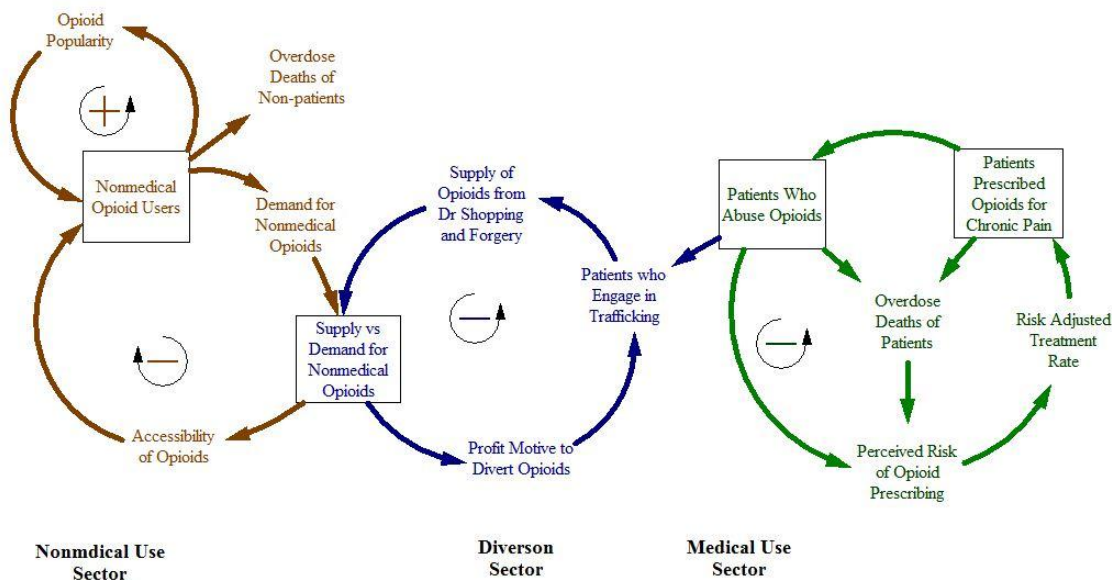 Opioid
Popularity
Overdose
Deaths of
Non-patients
Nonmedical
Opioid Users
Demand for
Nonmedical
Opioids
Accessibility
of Opioids
Supply of
Opioids from
Dr Shopping
and Forgery
Supply vs
Demand for
Nonmedical
Opioids
Profit Motive to
Divert Opioids
Patients who
Engage in
Trafficking
Patients Who
Abuse Opioids
Patients
Prescribed
Opioids for
Chronic Pain
Overdose
Deaths of
Patients
Risk Adjusted
Treatment
Rate
Perceived Risk
of Opioid
Prescribing
Nonmdical Use
Sector
Diverson
Sector
Medical Use
Sector